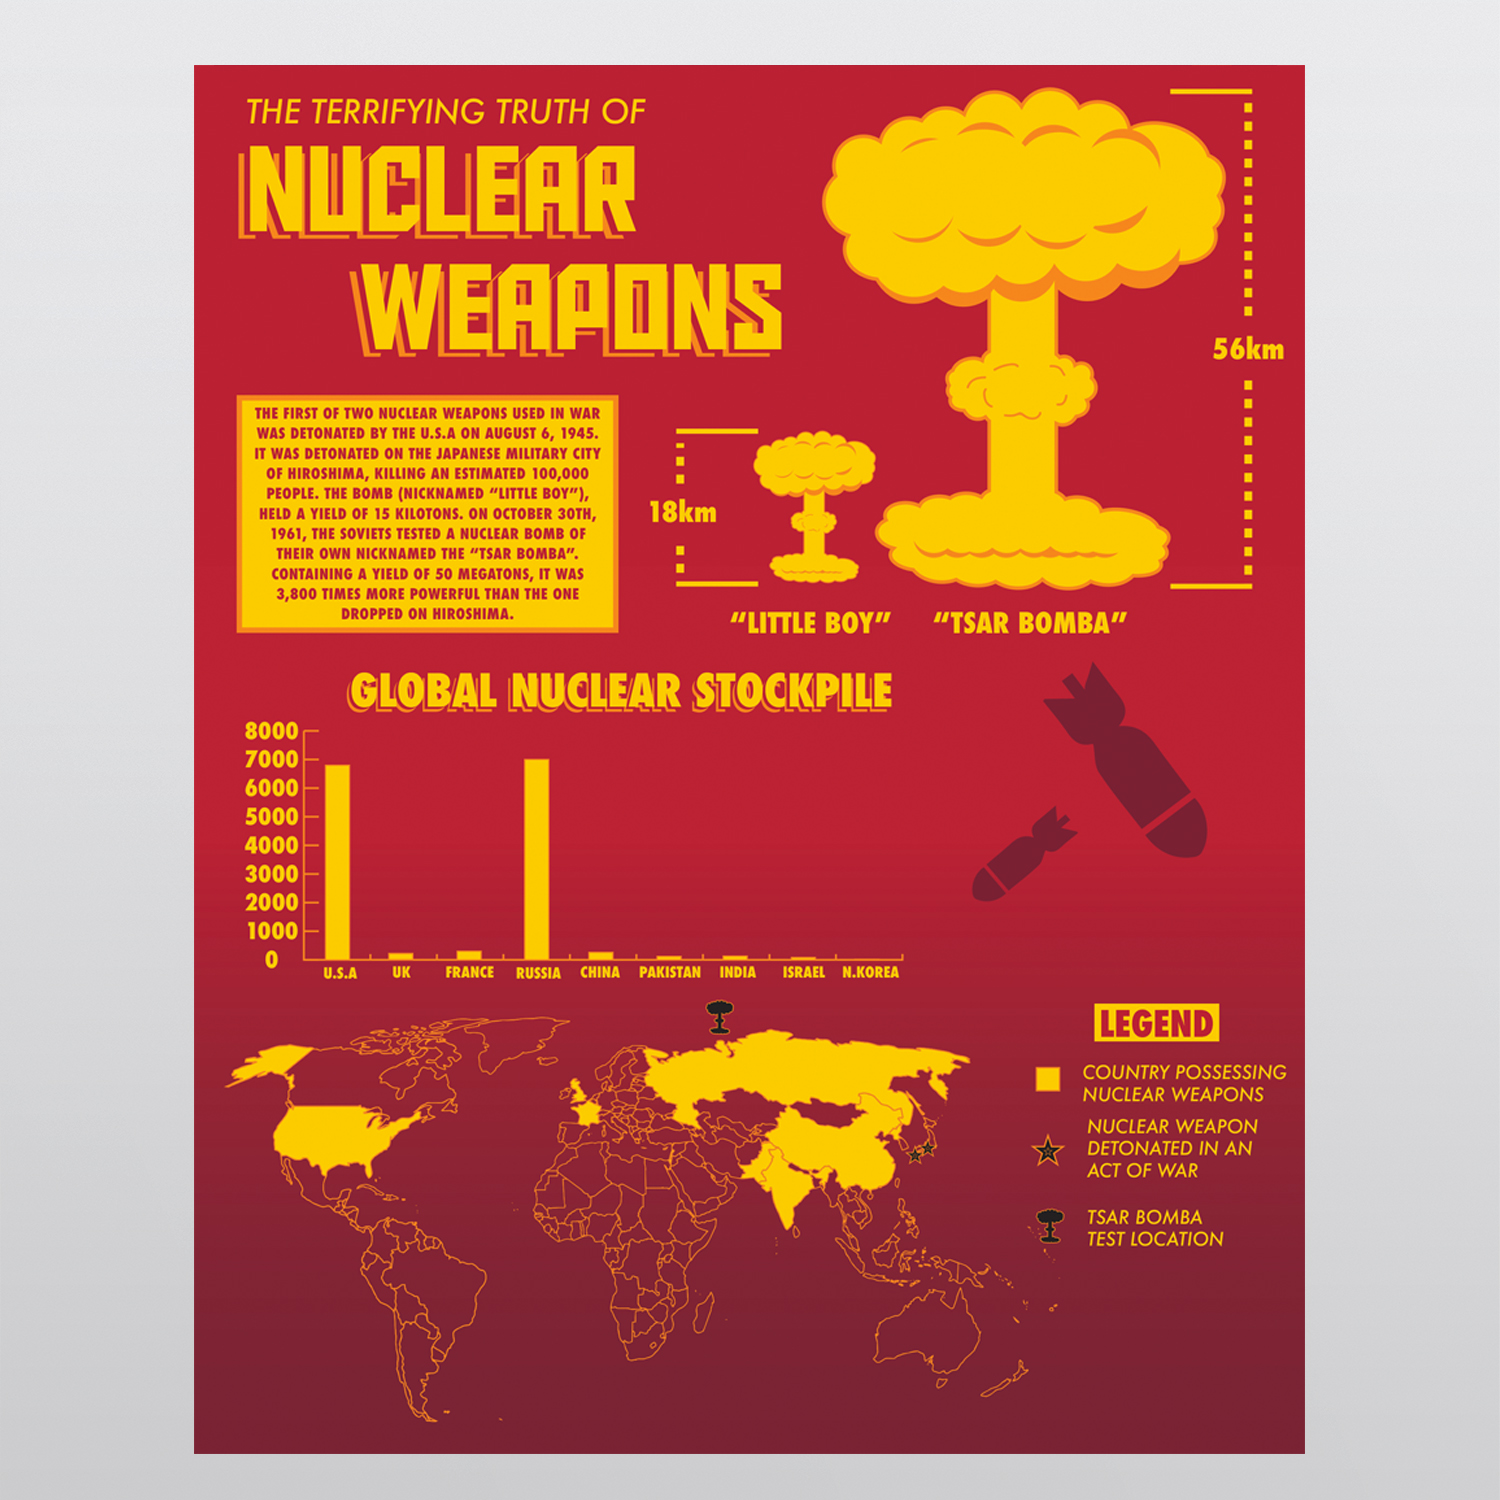 THE TERRIFYING TRUTH OF
NUCLEAR
WEAPONS
56km
THE FIRST OF TWO NUCLEAR WEAPONS USED IN WAR
WAS DETONATED BY THE U.S.A ON AUGUST 6, 1945.
IT WAS DETONATED ON THE JAPANESE MILITARY CITY
OF HIROSHIMA, KILLING AN ESTIMATED 100,000
PEOPLE. THE BOMB (NICKNAMED “LITTLE BOY”),
HELD A YIELD OF 15 KILOTONS. ON OCTOBER 30TH,
1961, THE SOVIETS TESTED A NUCLEAR BOMB OF
THEIR OWN NICKNAMED THE “TSAR BOMBA”.
CONTAINING A YIELD OF 50 MEGATONS, IT WAS
3,800 TIMES MORE POWERFUL THAN THE ONE
DROPPED ON HIROSHIMA.
18km
“LITTLE BOY” “TSAR BOMBA”
GLOBAL NUCLEAR STOCKPILE
8000
7000
6000
5000
4000
3000
2000
1000
0
U.S.A UK FRANCE RUSSIA CHINA PAKISTAN INDIA ISRAEL N.KOREA
LEGEND
COUNTRY POSSESSING
NUCLEAR WEAPONS
NUCLEAR WEAPON
DETONATED IN AN
ACT OF WAR
TSAR BOMBA
TEST LOCATION